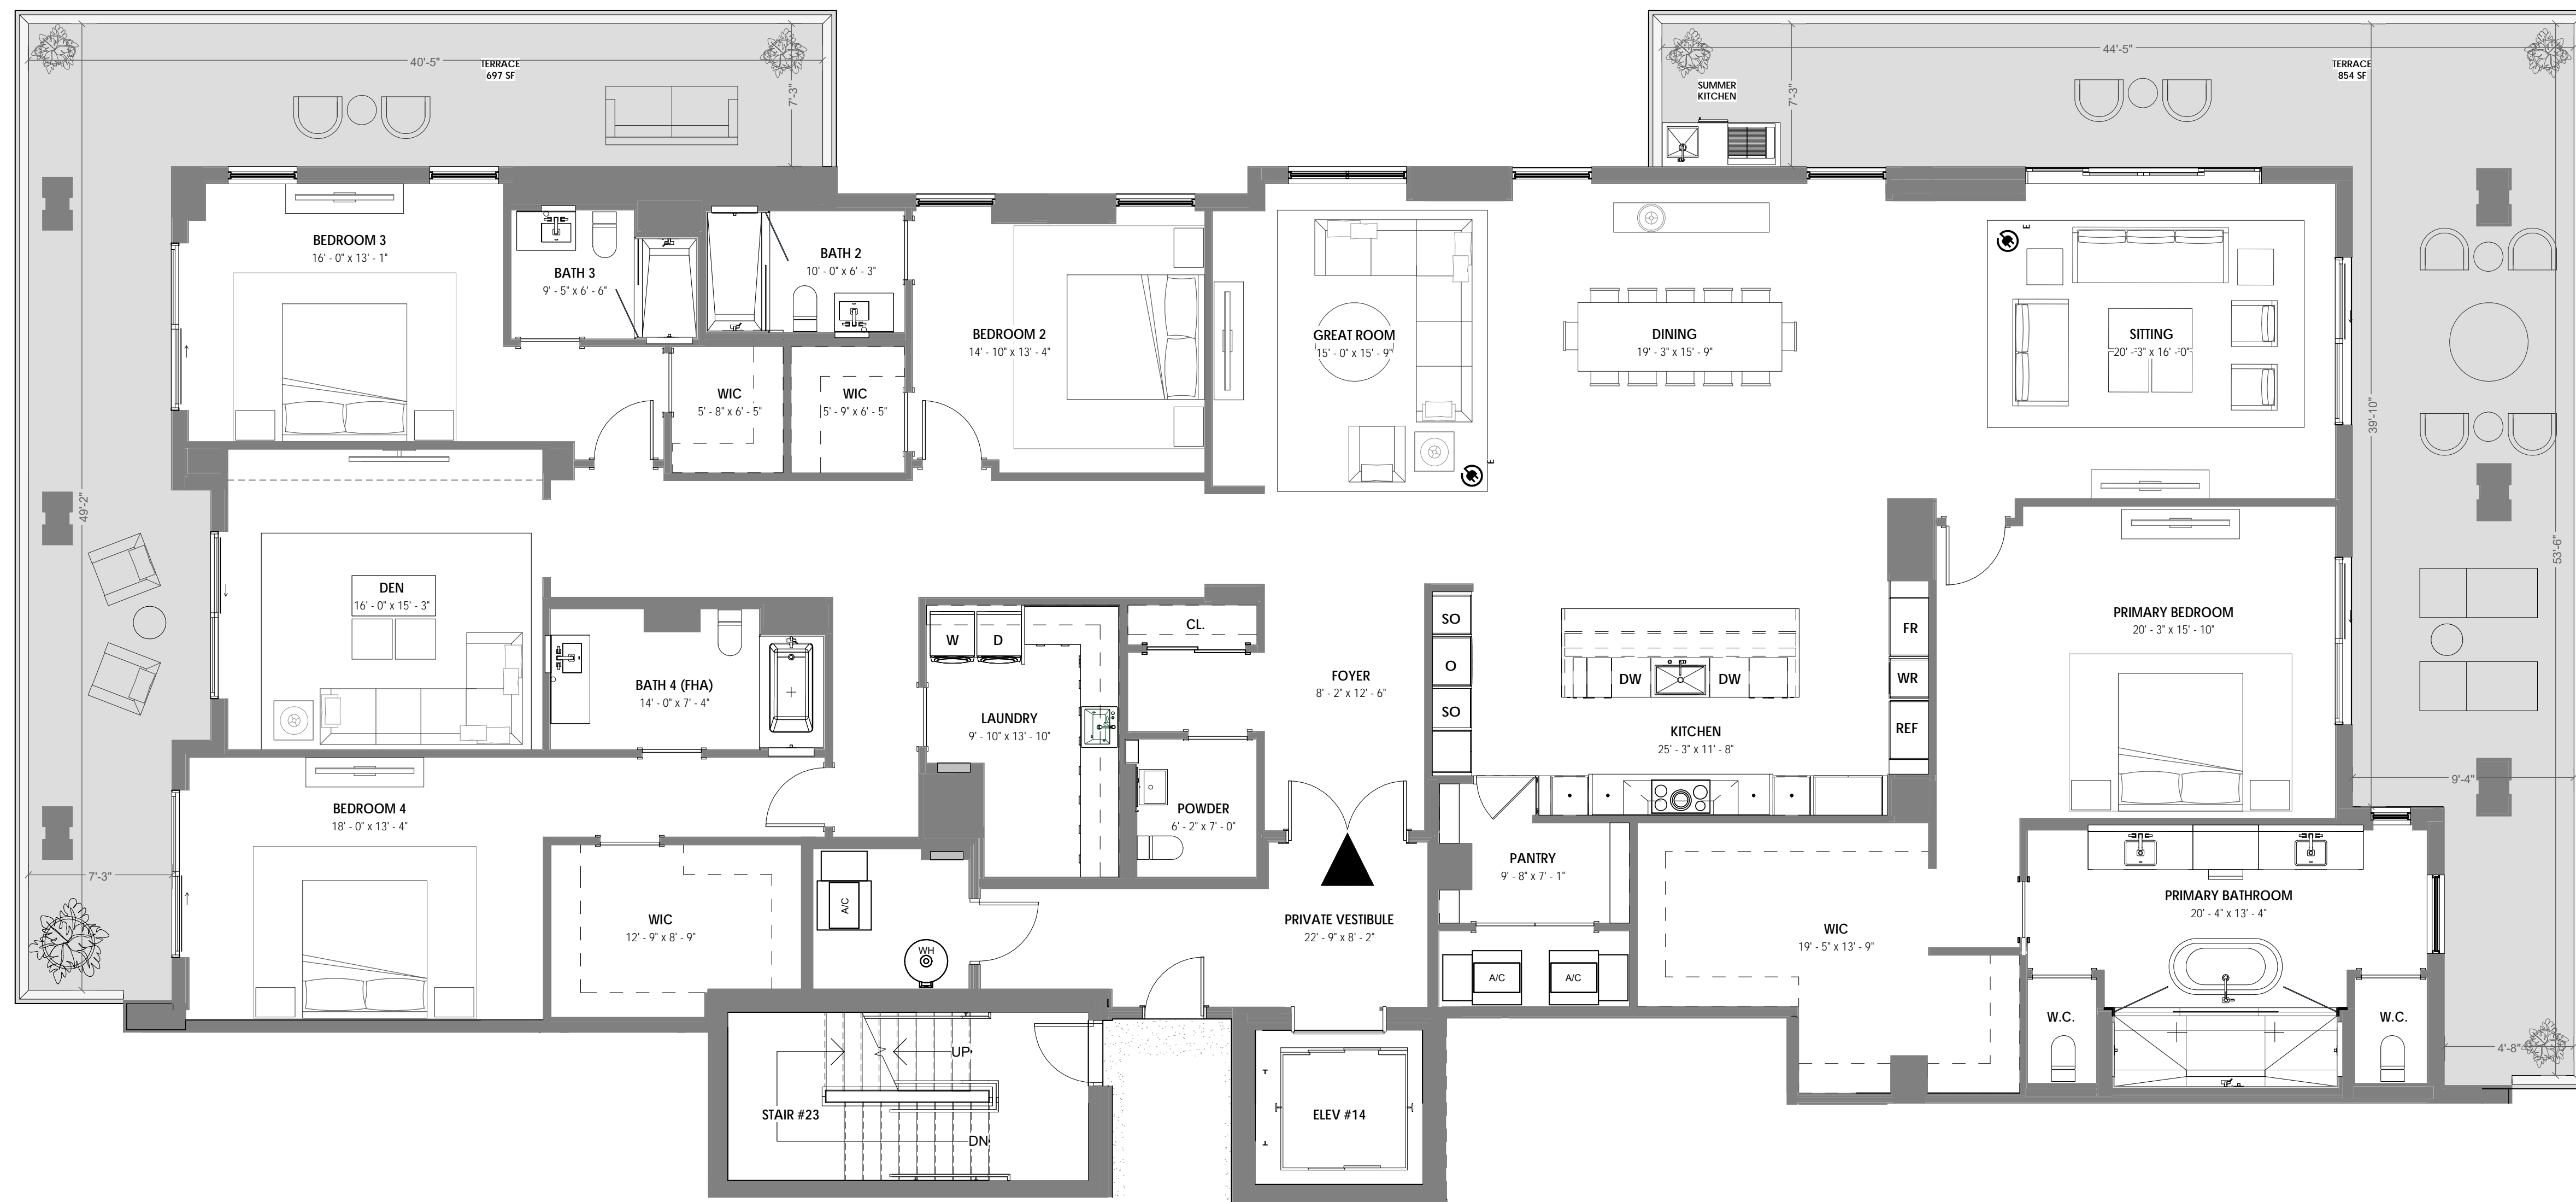 40'-5"
TERRACE
697 SF
7'-3"
44'-5"
TERRACE
854 SF
SUMMER
KITCHEN
7'-3"
BEDROOM 3
16' - 0" x 13' - 1"
BATH 3
9' - 5" x 6' - 6"
BATH 2
10' - 0" x 6' - 3"
BEDROOM 2
14' - 10" x 13' - 4"
GREAT ROOM
15' - 0" x 15' - 9"
E
DINING
19' - 3" x 15' - 9"
E
SITTING
20' - 3" x 16' - 0"
39'-10"
WIC
5' - 8" x 6' - 5"
WIC
5' - 9" x 6' - 5"
49'-2"
53'-6"
DEN
16' - 0" x 15' - 3"
BATH 4 (FHA)
14' - 0" x 7' - 4"
W
D
LAUNDRY
9' - 10" x 13' - 10"
CL.
FOYER
8' - 2" x 12' - 6"
SO
O
SO
DW
DW
KITCHEN
25' - 3" x 11' - 8"
FR
WR
REF
PRIMARY BEDROOM
20' - 3" x 15' - 10"
9'-4"
BEDROOM 4
18' - 0" x 13' - 4"
7'-3"
POWDER
6' - 2" x 7' - 0"
WIC
12' - 9" x 8' - 9"
A/C
WH
PRIVATE VESTIBULE
22' - 9" x 8' - 2"
PANTRY
9' - 8" x 7' - 1"
A/C
A/C
WIC
19' - 5" x 13' - 9"
PRIMARY BATHROOM
20' - 4" x 13' - 4"
W.C.
W.C.
4'-8"
UP
STAIR #23
DN
ELEV #14